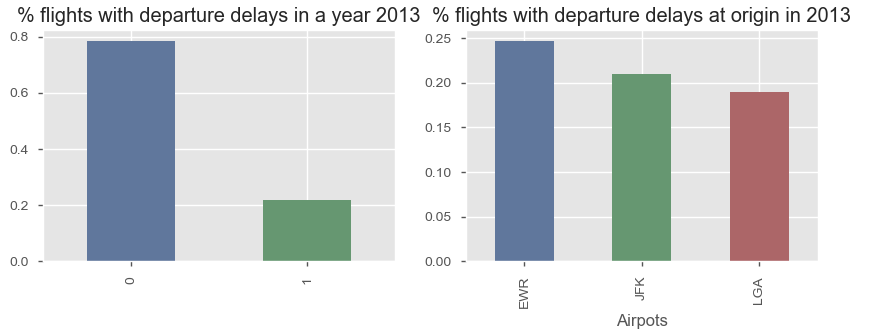 % flights with departure delays in a year 2013
0.8
0.6
0.4
0.2
0.0
0
1
% flights with departure delays at origin in 2013
0.25
0.20
0.15
0.10
0.05
0.00
EWR
JFK
LGA
Airpots